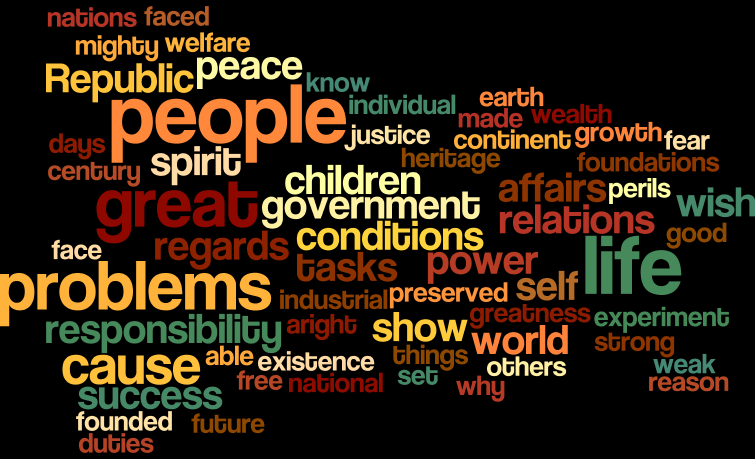 nations faced
mighty welfare
Republic peace know
people individual earth
made wealth
days justice continent growth fear
century spirit heritage foundations
children affairs perils wish
great government relations good
face regards conditions
problems tasks power self life
industrial preserved
responsibility aright show greatness experiment
world strong
cause able existence things others weak
success free national set why reason
founded future
duties